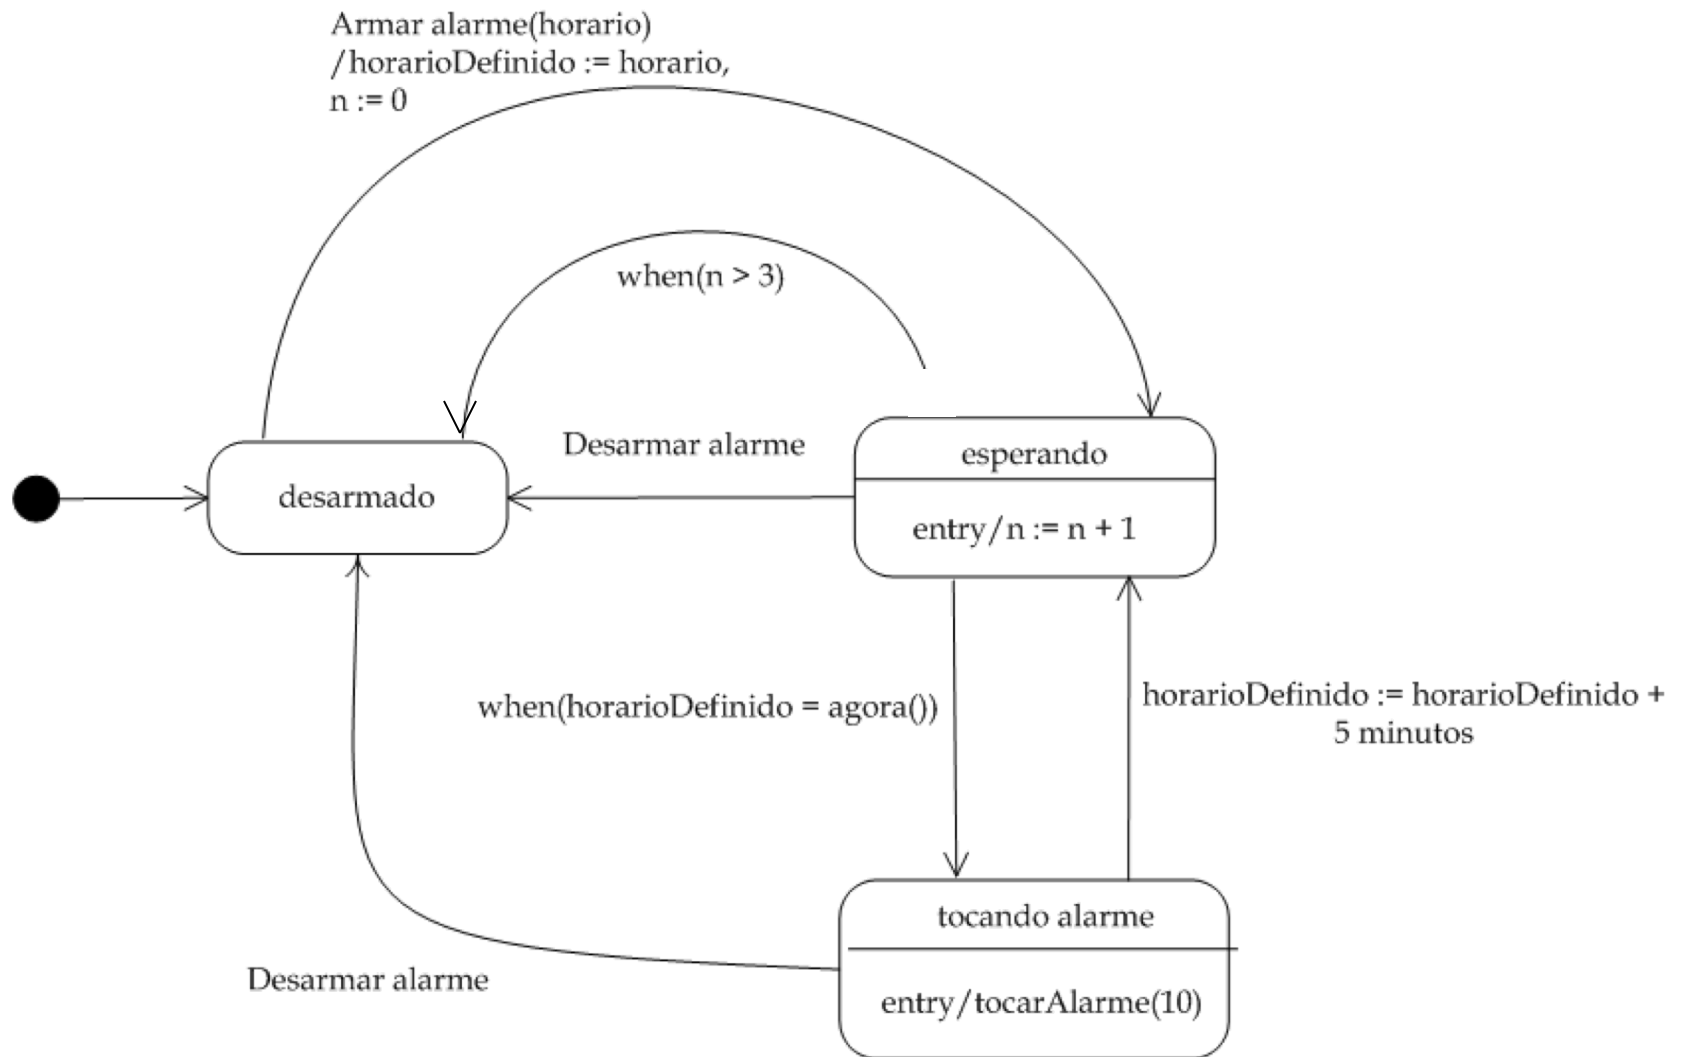 Armar alarme(horario)
/horarioDefinido := horario,
n := 0
when(n > 3)
Desarmar alarme
esperando
desarmado
entry/n := n + 1
when(horarioDefinido = agora())
horarioDefinido := horarioDefinido +
5 minutos
tocando alarme
Desarmar alarme
entry/tocarAlarme(10)